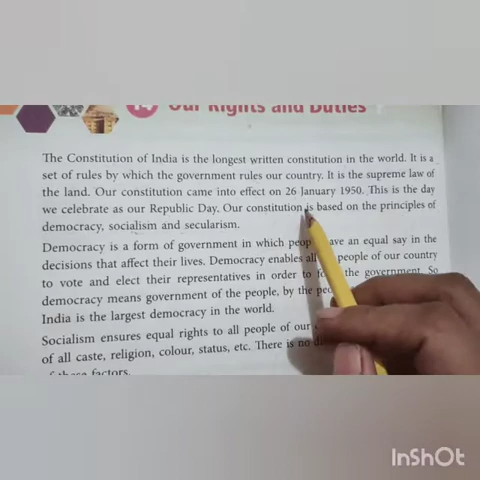 14 Our Rights and Duties
The Constitution of India is the longest written constitution in the world. It is a
set of rules by which the government rules our country. It is the supreme law of
the land. Our constitution came into effect on 26 January 1950. This is the day
we celebrate as our Republic Day. Our constitution is based on the principles of
democracy, socialism and secularism.
Democracy is a form of government in which have an equal say in the
decisions that affect their lives. Democracy enables all people of our country
to vote and elect their representatives in order to the government. So
democracy means government of the people, by the
India is the largest democracy in the world.
Socialism ensures equal rights to all people of our
of all caste, religion, colour, status, etc. There is no
of these factors.
InShOt